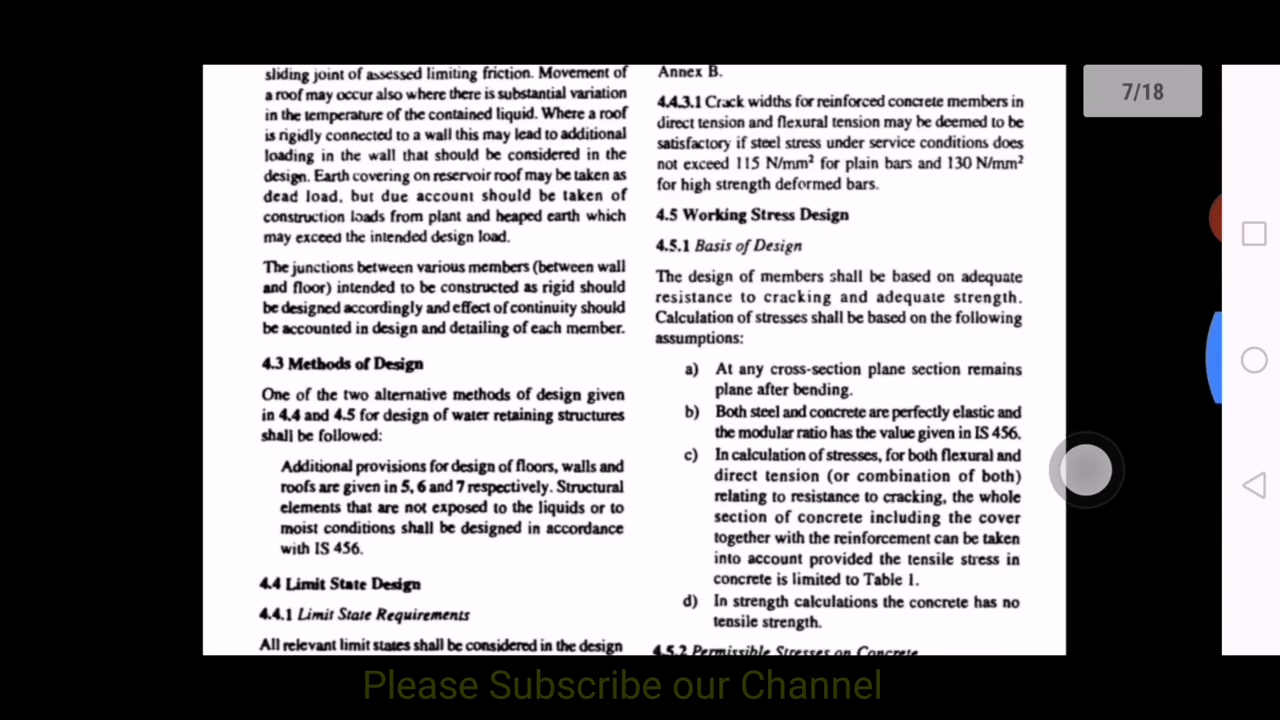 sliding joint of assessed limiting friction. Movement of
a roof may occur also where there is substantial variation
in the temperature of the contained liquid. Where a roof
is rigidly connected to a wall this may lead to additional
loading in the wall that should be considered in the
design. Earth covering on reservoir roof may be taken as
dead load, but due account should be taken of
construction loads from plant and heaped earth which
may exceed the intended design load.
The junctions between various members (between wall
and floor) intended to be constructed as rigid should
be designed accordingly and effect of continuity should
be accounted in design and detailing of each member.
4.3 Methods of Design
One of the two alternative methods of design given
in 4.4 and 4.5 for design of water retaining structures
shall be followed:
Additional provisions for design of floors, walls and
roofs are given in 5, 6 and 7 respectively. Structural
elements that are not exposed to the liquids or to
moist conditions shall be designed in accordance
with IS 456.
4.4 Limit State Design
4.4.1 Limit State Requirements
All relevant limit states shall be considered in the design
Annex B.
4.4.3.1 Crack widths for reinforced concrete members in
direct tension and flexural tension may be deemed to be
satisfactory if steel stress under service conditions does
not exceed 115 N/mm² for plain bars and 130 N/mm²
for high strength deformed bars.
4.5 Working Stress Design
4.5.1 Basis of Design
The design of members shall be based on adequate
resistance to cracking and adequate strength.
Calculation of stresses shall be based on the following
assumptions:
a) At any cross-section plane section remains
plane after bending.
b) Both steel and concrete are perfectly elastic and
the modular ratio has the value given in IS 456.
c) In calculation of stresses, for both flexural and
direct tension (or combination of both)
relating to resistance to cracking, the whole
section of concrete including the cover
together with the reinforcement can be taken
into account provided the tensile stress in
concrete is limited to Table 1.
d) In strength calculations the concrete has no
tensile strength.
4.5.2 Permissible Stresses on Concrete
7/18
Please Subscribe our Channel